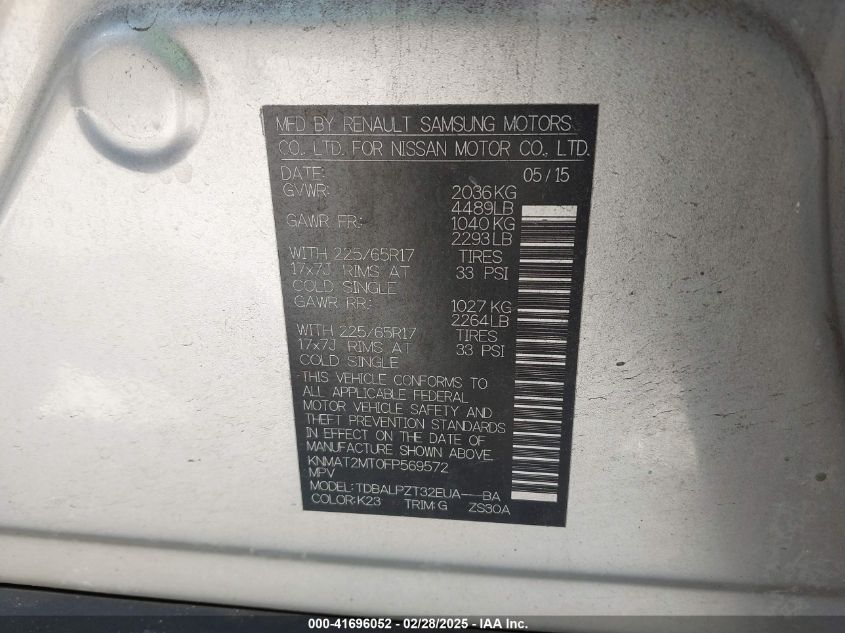 MFD BY RENAULT SAMSUNG MOTORS
CO., LTD. FOR NISSAN MOTOR CO., LTD.
DATE: 05/15
GVWR: 2036KG
4489LB
GAWR FR: 1040KG
2293LB
WITH 225/65R17 TIRES
17x7J RIMS AT 33 PSI
COLD SINGLE
GAWR RR: 1027KG
2264LB
WITH 225/65R17 TIRES
17x7J RIMS AT 33 PSI
COLD SINGLE
THIS VEHICLE CONFORMS TO
ALL APPLICABLE FEDERAL
MOTOR VEHICLE SAFETY AND
THEFT PREVENTION STANDARDS
IN EFFECT ON THE DATE OF
MANUFACTURE SHOWN ABOVE.
KNMAT2MT0FP569572
MPV
MODEL: TDBALPZT32EUA---BA
COLOR:K23 TRIM:G ZS30A
000-41696052 - 02/28/2025 - IAA Inc.